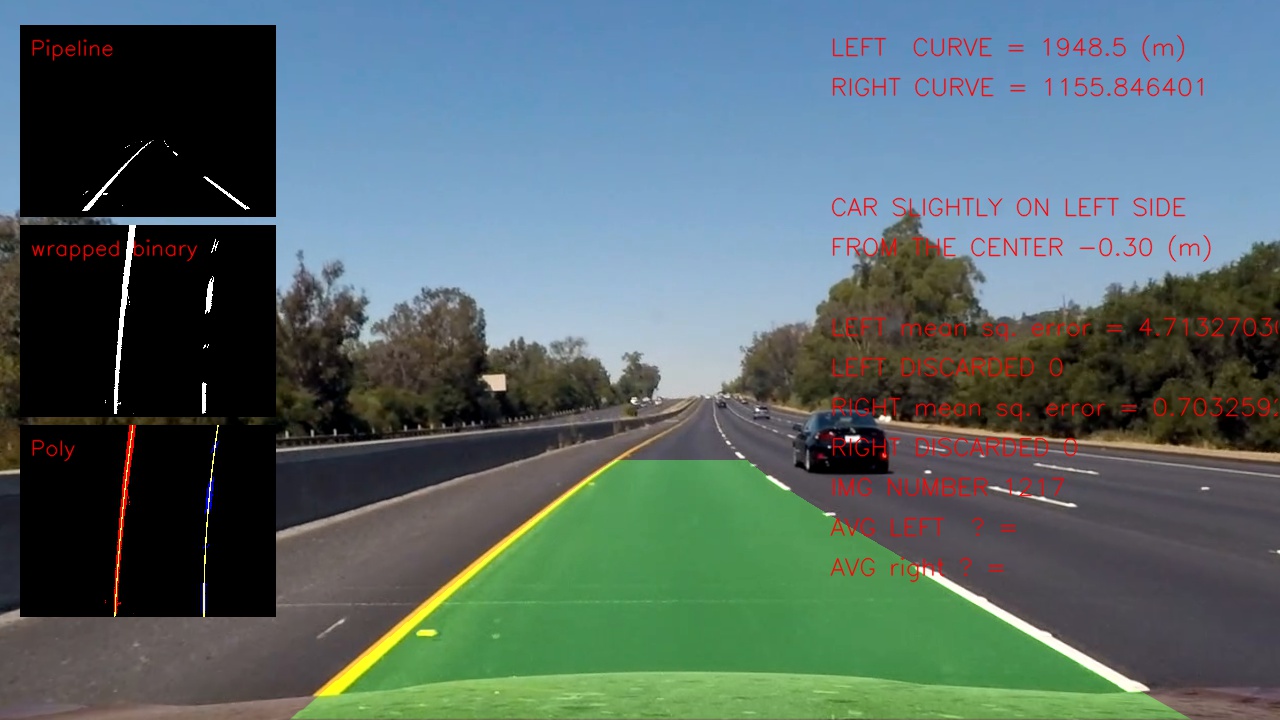 Pipeline
wrapped binary
Poly
LEFT CURVE = 1948.5 (m)
RIGHT CURVE = 1155.846401
CAR SLIGHTLY ON LEFT SIDE
FROM THE CENTER -0.30 (m)
LEFT mean sq. error = 4.7132703
LEFT DISCARDED 0
RIGHT mean sq. error = 0.703259
RIGHT DISCARDED 0
IMG NUMBER 1217
AVG LEFT ? =
AVG right ? =